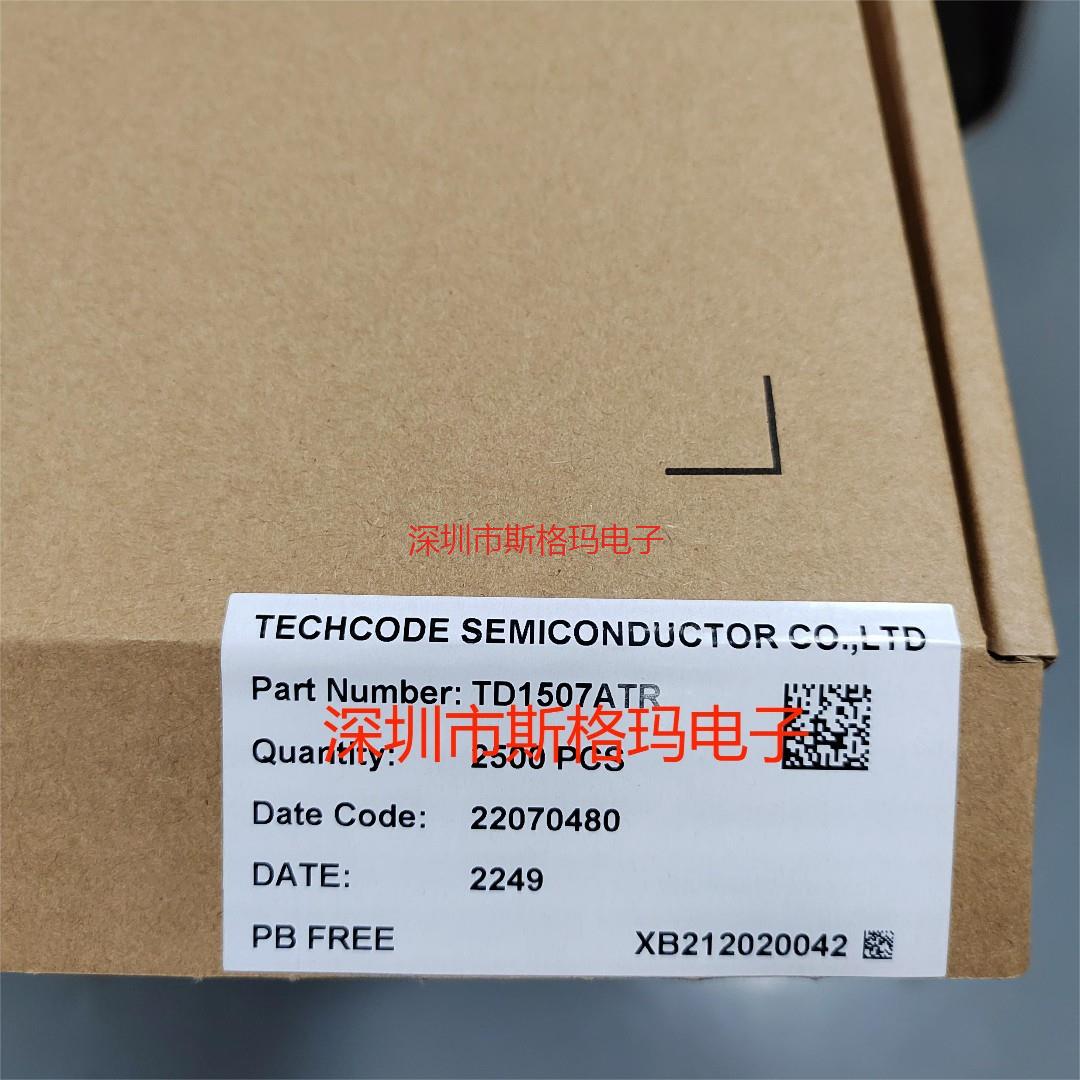 深圳市斯格玛电子
TECHCODE SEMICONDUCTOR CO.,LTD
Part Number: TD1507ATR
深圳市斯格玛电子
Quantity: 2500 PCS
Date Code: 22070480
DATE: 2249
PB FREE XB212020042